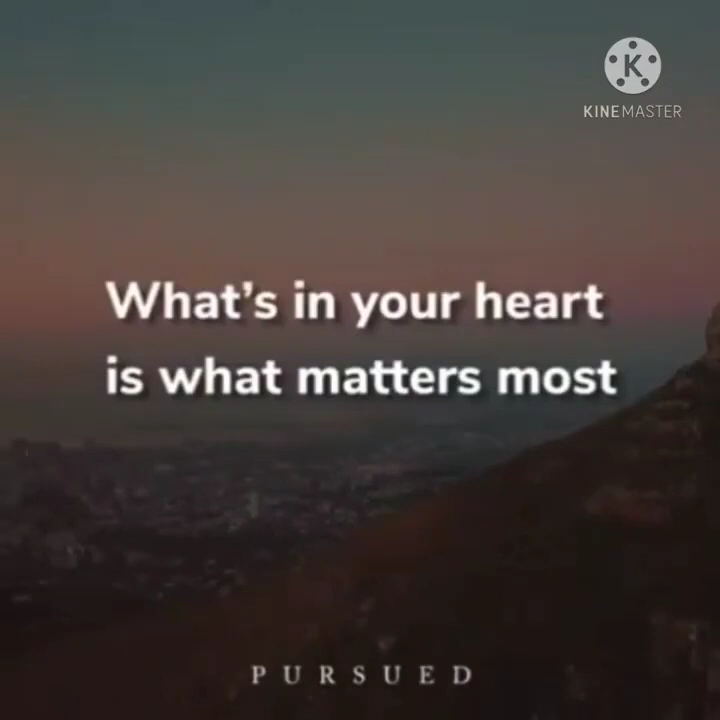 K
KINEMASTER
What's in your heart
is what matters most
PURSUED